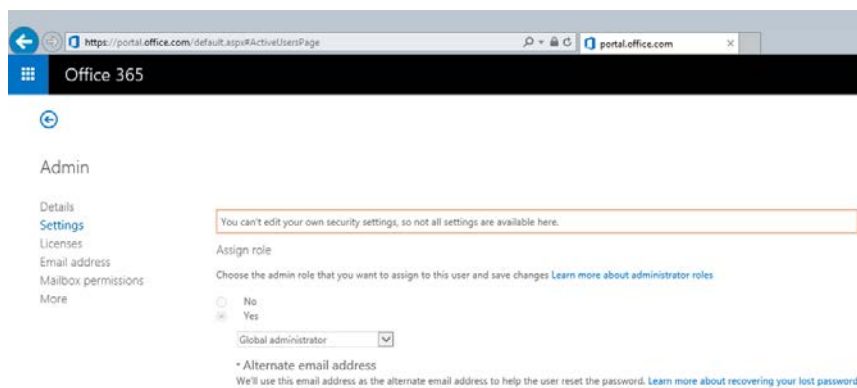 https://portal.office.com/default.aspx#ActiveUsersPage
portal.office.com
Office 365
Admin
Details
Settings
Licenses
Email address
Mailbox permissions
More
You can't edit your own security settings, so not all settings are available here.
Assign role
Choose the admin role that you want to assign to this user and save changes Learn more about administrator roles
No
Yes
Global administrator
* Alternate email address
We'll use this email address as the alternate email address to help the user reset the password. Learn more about recovering your lost password